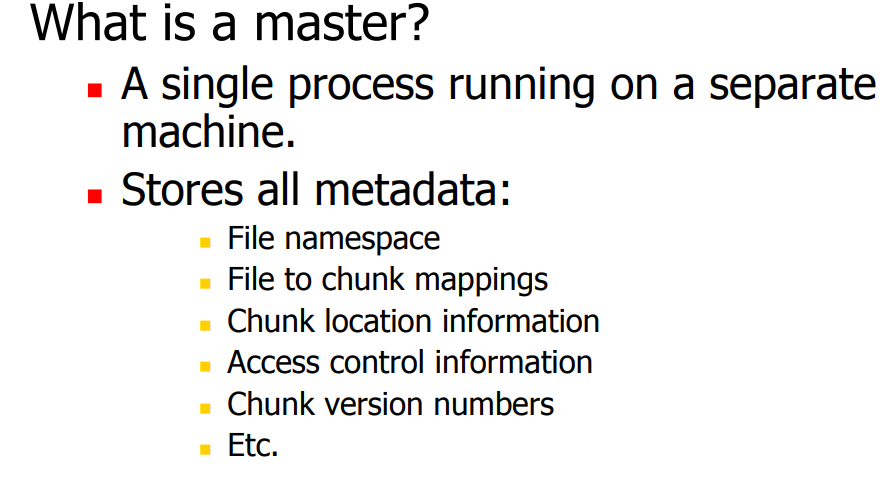 What is a master?
A single process running on a separate
machine.
Stores all metadata:
File namespace
File to chunk mappings
Chunk location information
Access control information
Chunk version numbers
Etc.